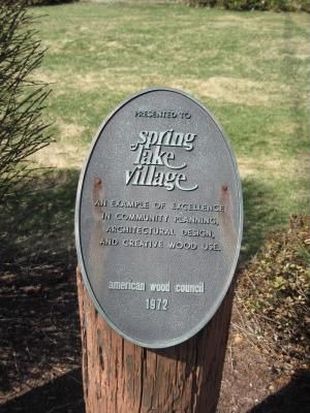 PRESENTED TO
spring
lake
village
AN EXAMPLE OF EXCELLENCE
IN COMMUNITY PLANNING,
ARCHITECTURAL DESIGN,
AND CREATIVE WOOD USE.
american wood council
1972